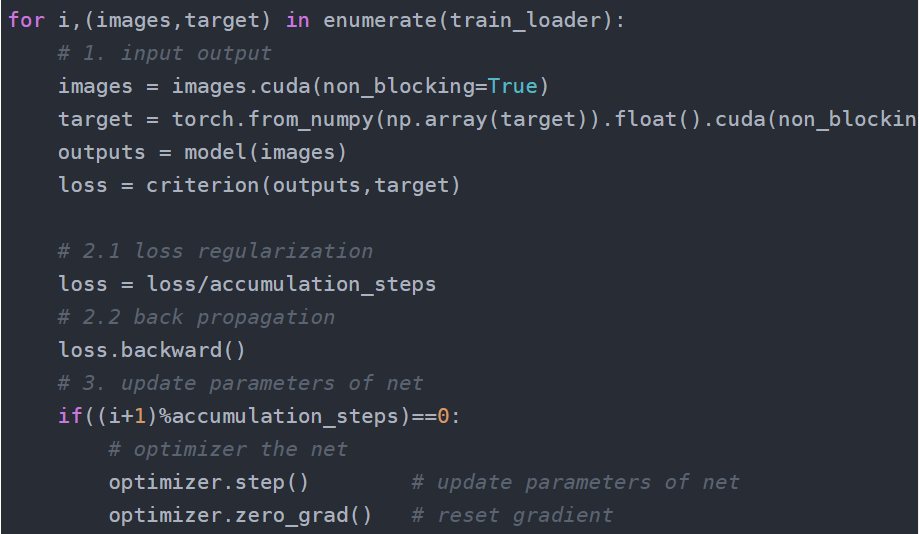 for i,(images,target) in enumerate(train_loader):
    # 1. input output
    images = images.cuda(non_blocking=True)
    target = torch.from_numpy(np.array(target)).float().cuda(non_blockin
    outputs = model(images)
    loss = criterion(outputs,target)

    # 2.1 loss regularization
    loss = loss/accumulation_steps
    # 2.2 back propagation
    loss.backward()
    # 3. update parameters of net
    if((i+1)%accumulation_steps)==0:
        # optimizer the net
        optimizer.step()        # update parameters of net
        optimizer.zero_grad()   # reset gradient